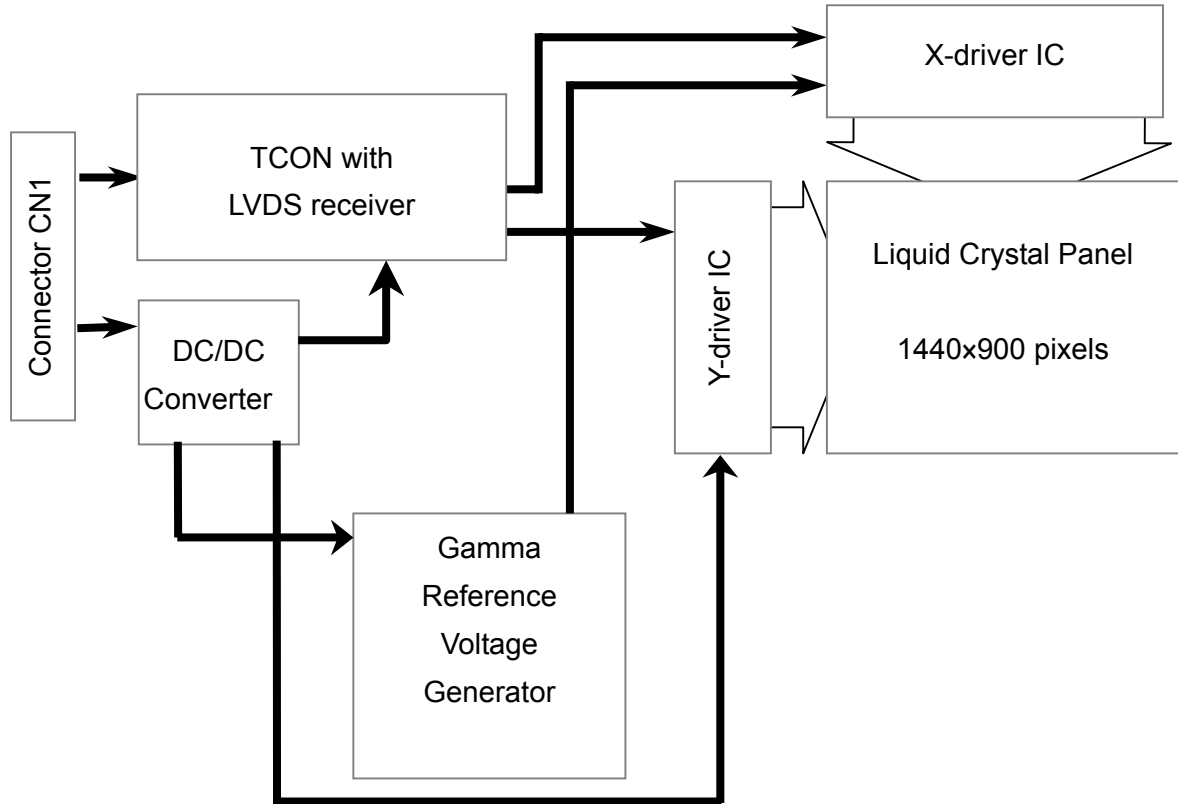 X-driver IC
TCON with
LVDS receiver
Connector CN1
Y-driver IC
Liquid Crystal Panel
1440×900 pixels
DC/DC
Converter
Gamma
Reference
Voltage
Generator